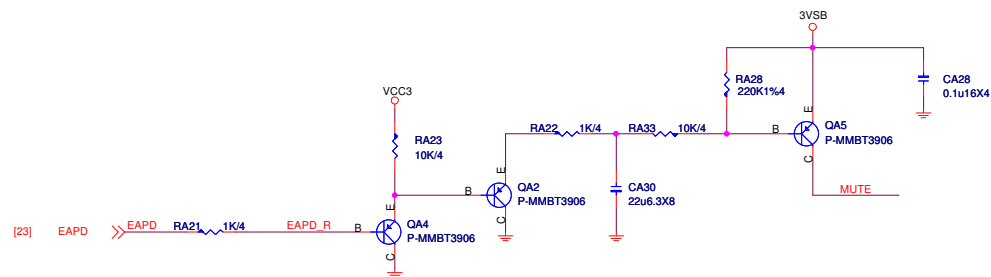 3VSB
RA28
220K1%4
CA28
0.1u16X4
VCC3
E
RA22
1K/4
RA33
10K/4
B
QA5
P-MMBT3906
RA23
10K/4
C
E
QA2
P-MMBT3906
B
CA30
22u6.3X8
MUTE
C
E
[23]
EAPD
EAPD
RA21
1K/4
EAPD_R
B
QA4
P-MMBT3906
C